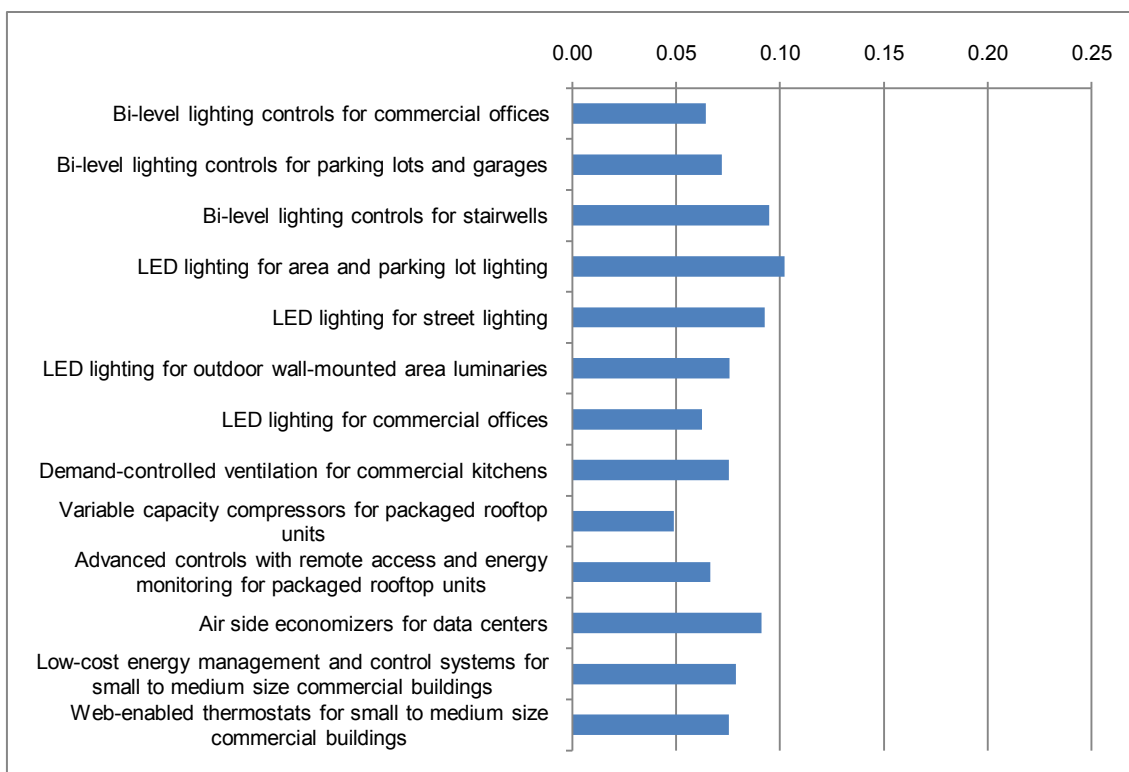 0.00 0.05 0.10 0.15 0.20 0.25
Bi-level lighting controls for commercial offices
Bi-level lighting controls for parking lots and garages
Bi-level lighting controls for stairwells
LED lighting for area and parking lot lighting
LED lighting for street lighting
LED lighting for outdoor wall-mounted area luminaries
LED lighting for commercial offices
Demand-controlled ventilation for commercial kitchens
Variable capacity compressors for packaged rooftop
units
Advanced controls with remote access and energy
monitoring for packaged rooftop units
Air side economizers for data centers
Low-cost energy management and control systems for
small to medium size commercial buildings
Web-enabled thermostats for small to medium size
commercial buildings